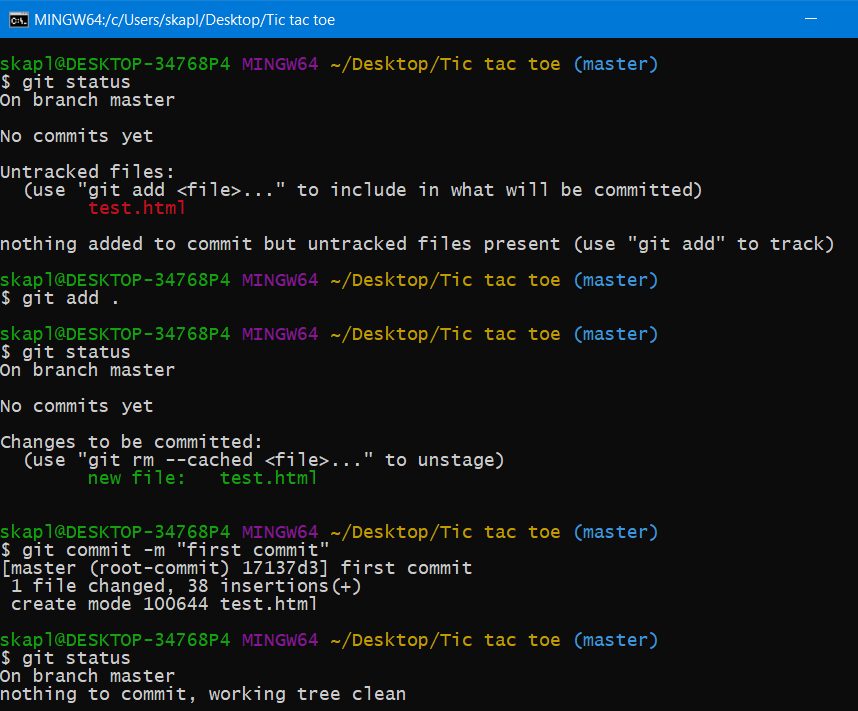 MINGW64:/c/Users/skapl/Desktop/Tic tac toe
skapl@DESKTOP-34768P4 MINGW64 ~/Desktop/Tic tac toe (master)
$ git status
On branch master
No commits yet
Untracked files:
  (use "git add <file>..." to include in what will be committed)
        test.html
nothing added to commit but untracked files present (use "git add" to track)
skapl@DESKTOP-34768P4 MINGW64 ~/Desktop/Tic tac toe (master)
$ git add .
skapl@DESKTOP-34768P4 MINGW64 ~/Desktop/Tic tac toe (master)
$ git status
On branch master
No commits yet
Changes to be committed:
  (use "git rm --cached <file>..." to unstage)
        new file:   test.html
skapl@DESKTOP-34768P4 MINGW64 ~/Desktop/Tic tac toe (master)
$ git commit -m "first commit"
[master (root-commit) 17137d3] first commit
 1 file changed, 38 insertions(+)
 create mode 100644 test.html
skapl@DESKTOP-34768P4 MINGW64 ~/Desktop/Tic tac toe (master)
$ git status
On branch master
nothing to commit, working tree clean